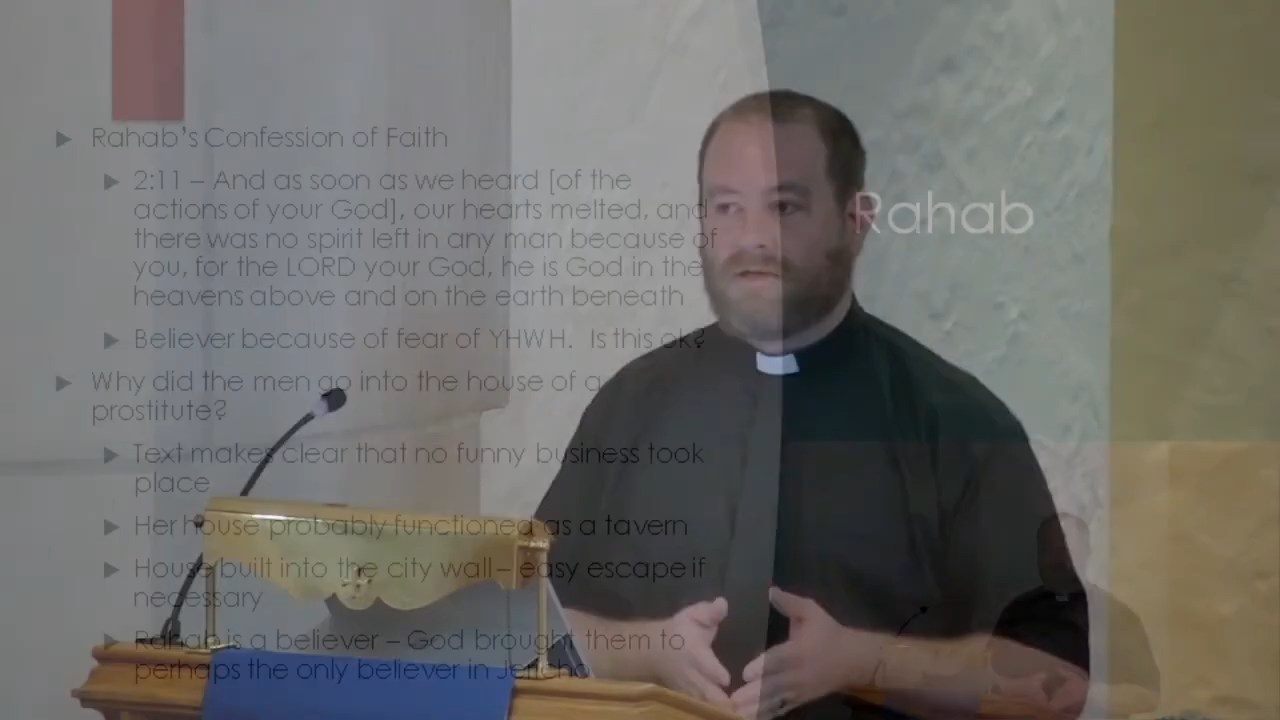 Rahab's Confession of Faith
2:11 – And as soon as we heard [of the
actions of your God], our hearts melted, and
there was no spirit left in any man because of
you, for the LORD your God, he is God in the
heavens above and on the earth beneath
Believer because of fear of YHWH. Is this ok?
Why did the men go into the house of a
prostitute?
Text makes clear that no funny business took
place
Her house probably functioned as a tavern
House built into the city wall – easy escape if
necessary
Rahab is a believer – God brought them to
perhaps the only believer in Jericho
Rahab